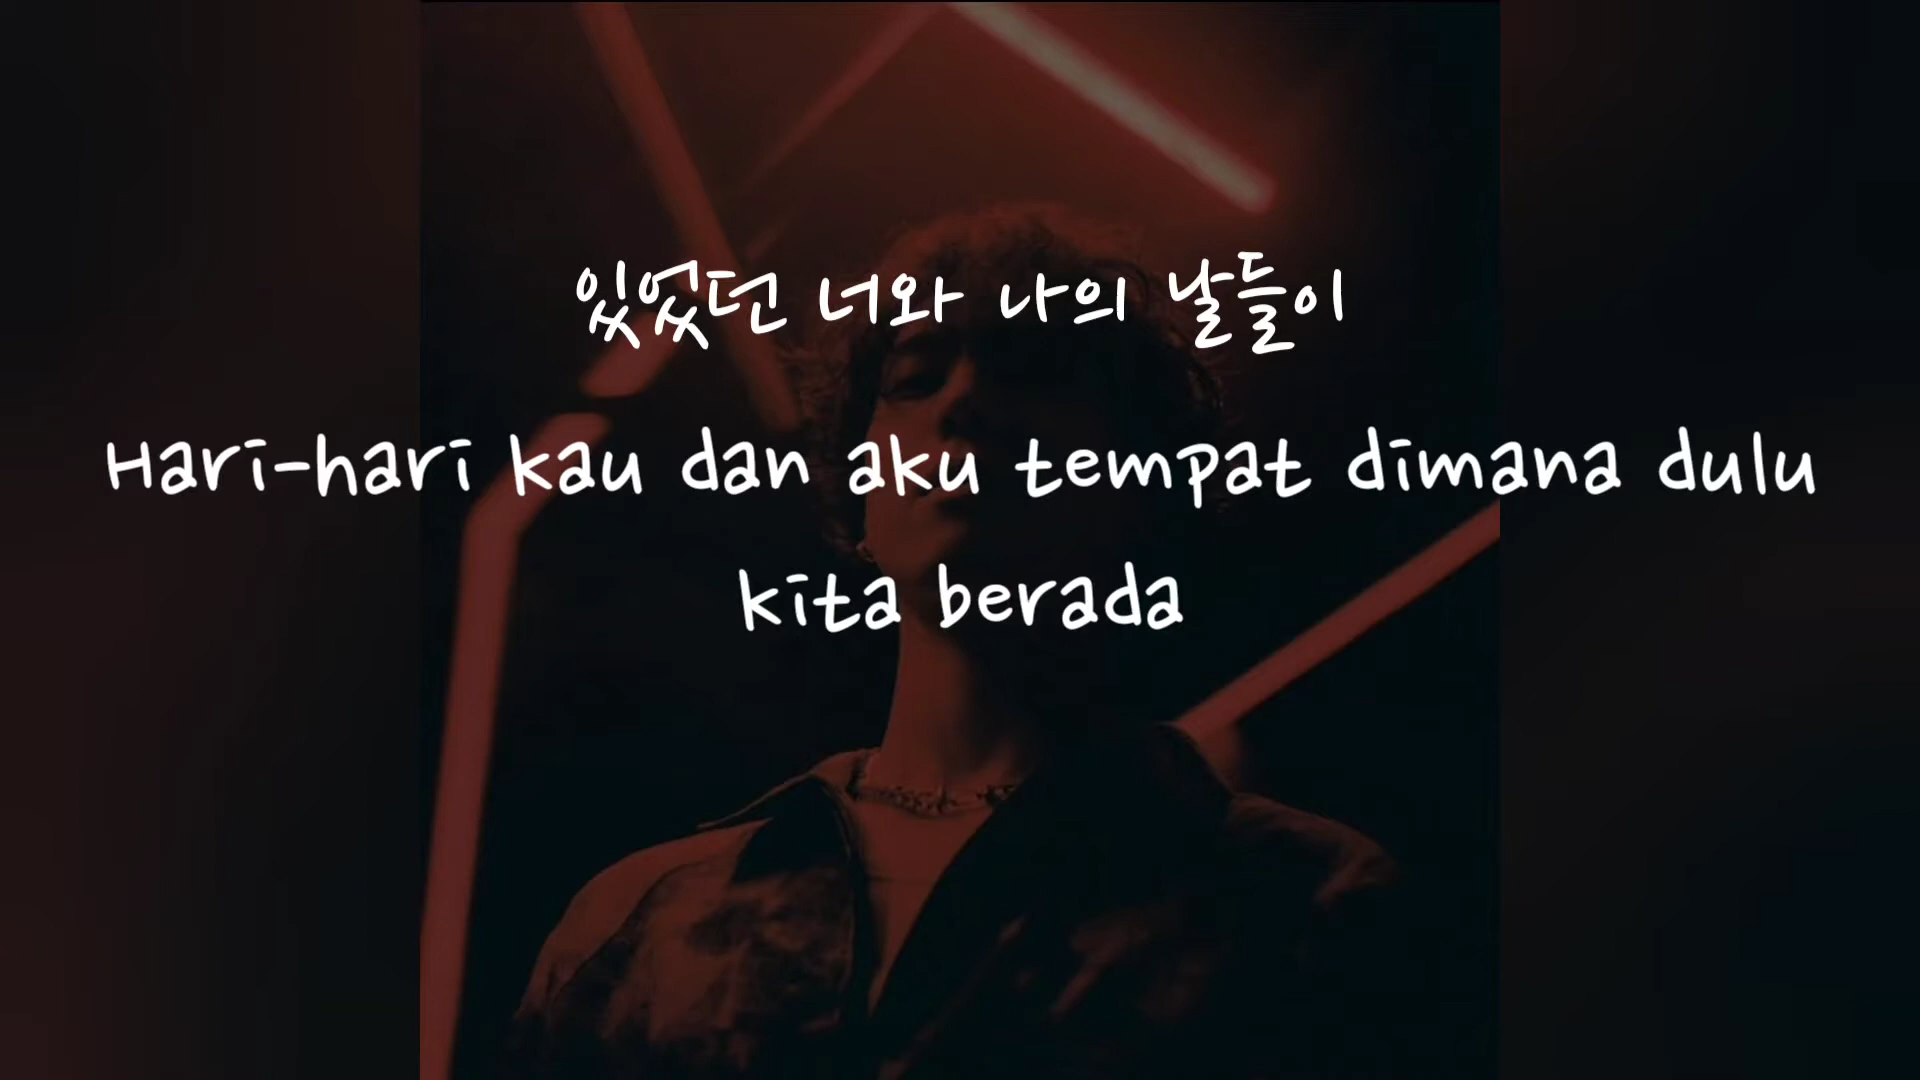 있었던 너와 나의 날들이
Hari-hari kau dan aku tempat dimana dulu
kita berada